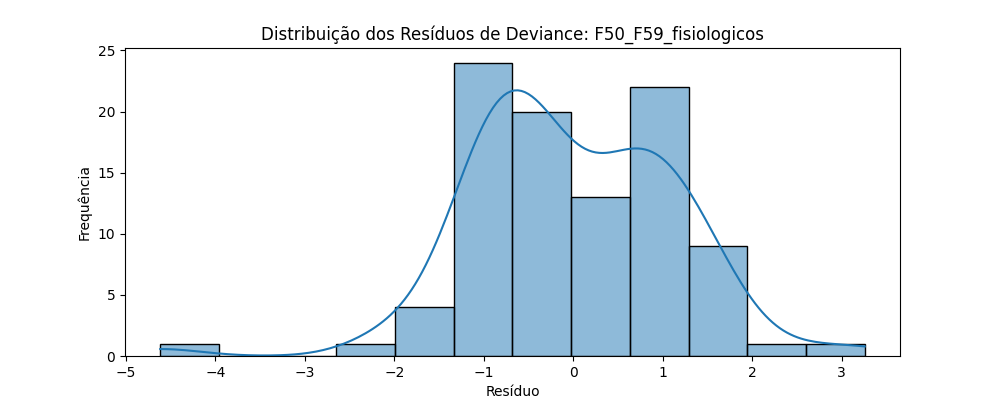 Distribuição dos Resíduos de Deviance: F50_F59_fisiologicos
Frequência
25
20
15
10
5
0
−5 −4 −3 −2 −1 0 1 2 3
Resíduo